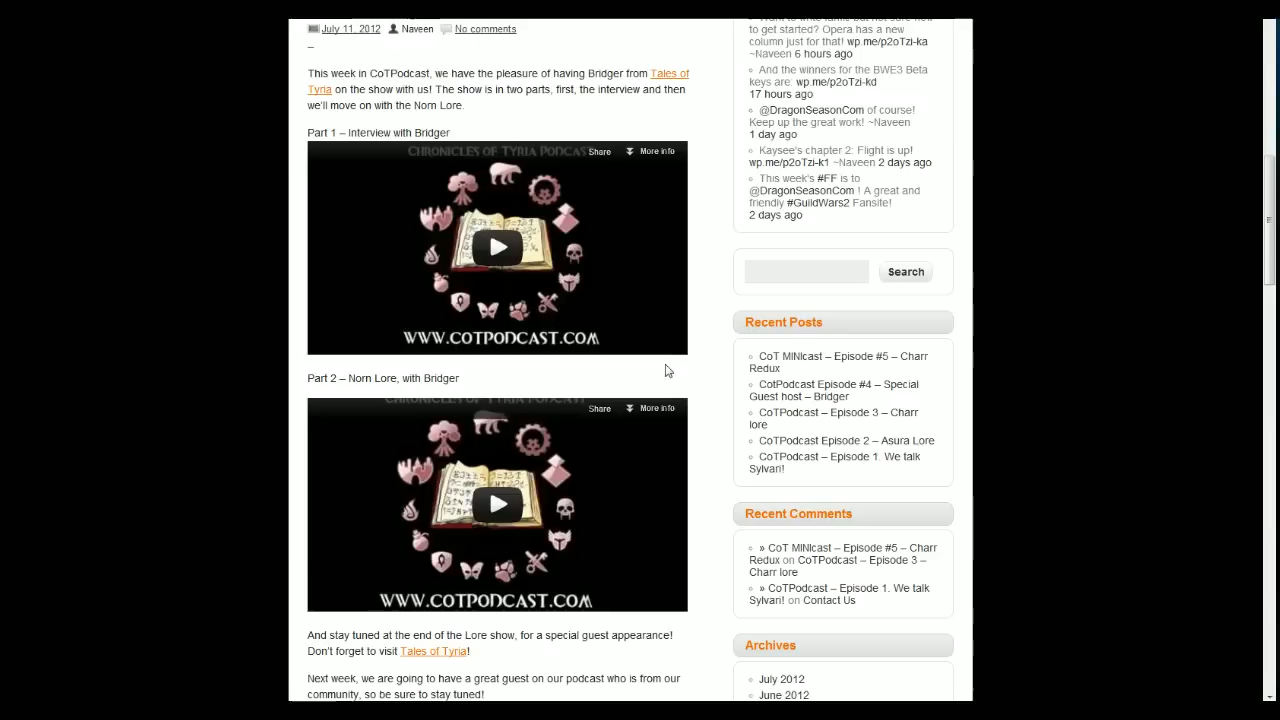 July 11, 2012 Naveen No comments
–
This week in CoTPodcast, we have the pleasure of having Bridger from Tales of
Tyria on the show with us! The show is in two parts, first, the interview and then
we'll move on with the Norn Lore.
Part 1 – Interview with Bridger
CHRONICLES OF TYRIA PODCAST
Share More info
WWW.COTPODCAST.COM
Part 2 – Norn Lore, with Bridger
CHRONICLES OF TYRIA PODCAST
Share More info
WWW.COTPODCAST.COM
And stay tuned at the end of the Lore show, for a special guest appearance!
Don't forget to visit Tales of Tyria!
Next week, we are going to have a great guest on our podcast who is from our
community, so be sure to stay tuned!
to get started? Opera has a new
column just for that! wp.me/p2oTzi-ka
~Naveen 6 hours ago
And the winners for the BWE3 Beta
keys are: wp.me/p2oTzi-kd
17 hours ago
@DragonSeasonCom of course!
Keep up the great work! ~Naveen
1 day ago
Kaysee's chapter 2: Flight is up!
wp.me/p2oTzi-k1 ~Naveen 2 days ago
This week's #FF is to
@DragonSeasonCom ! A great and
friendly #GuildWars2 Fansite!
2 days ago
Search
Recent Posts
CoT MINIcast – Episode #5 – Charr
Redux
CotPodcast Episode #4 – Special
Guest host – Bridger
CoTPodcast – Episode 3 – Charr
lore
CoTPodcast Episode 2 – Asura Lore
CoTPodcast – Episode 1. We talk
Sylvari!
Recent Comments
» CoT MINIcast – Episode #5 – Charr
Redux on CoTPodcast – Episode 3 –
Charr lore
» CoTPodcast – Episode 1. We talk
Sylvari! on Contact Us
Archives
July 2012
June 2012